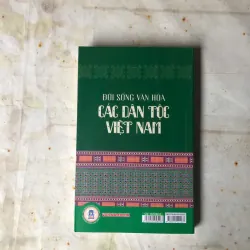 ĐỜI SỐNG VĂN HÓA
CÁC DÂN TỘC
VIỆT NAM